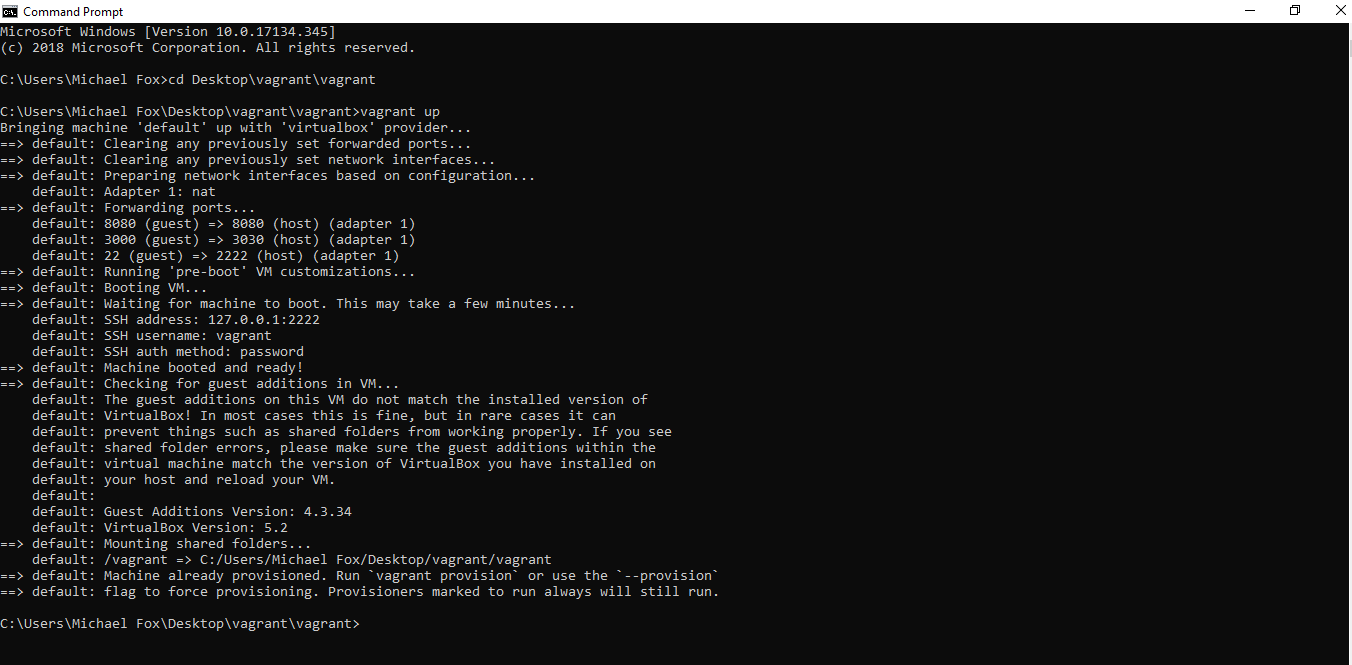 Command Prompt
Microsoft Windows [Version 10.0.17134.345]
(c) 2018 Microsoft Corporation. All rights reserved.
C:\Users\Michael Fox>cd Desktop\vagrant\vagrant
C:\Users\Michael Fox\Desktop\vagrant\vagrant>vagrant up
Bringing machine 'default' up with 'virtualbox' provider...
==> default: Clearing any previously set forwarded ports...
==> default: Clearing any previously set network interfaces...
==> default: Preparing network interfaces based on configuration...
    default: Adapter 1: nat
==> default: Forwarding ports...
    default: 8080 (guest) => 8080 (host) (adapter 1)
    default: 3000 (guest) => 3030 (host) (adapter 1)
    default: 22 (guest) => 2222 (host) (adapter 1)
==> default: Running 'pre-boot' VM customizations...
==> default: Booting VM...
==> default: Waiting for machine to boot. This may take a few minutes...
    default: SSH address: 127.0.0.1:2222
    default: SSH username: vagrant
    default: SSH auth method: password
==> default: Machine booted and ready!
==> default: Checking for guest additions in VM...
    default: The guest additions on this VM do not match the installed version of
    default: VirtualBox! In most cases this is fine, but in rare cases it can
    default: prevent things such as shared folders from working properly. If you see
    default: shared folder errors, please make sure the guest additions within the
    default: virtual machine match the version of VirtualBox you have installed on
    default: your host and reload your VM.
    default:
    default: Guest Additions Version: 4.3.34
    default: VirtualBox Version: 5.2
==> default: Mounting shared folders...
    default: /vagrant => C:/Users/Michael Fox/Desktop/vagrant/vagrant
==> default: Machine already provisioned. Run `vagrant provision` or use the `--provision`
==> default: flag to force provisioning. Provisioners marked to run always will still run.
C:\Users\Michael Fox\Desktop\vagrant\vagrant>